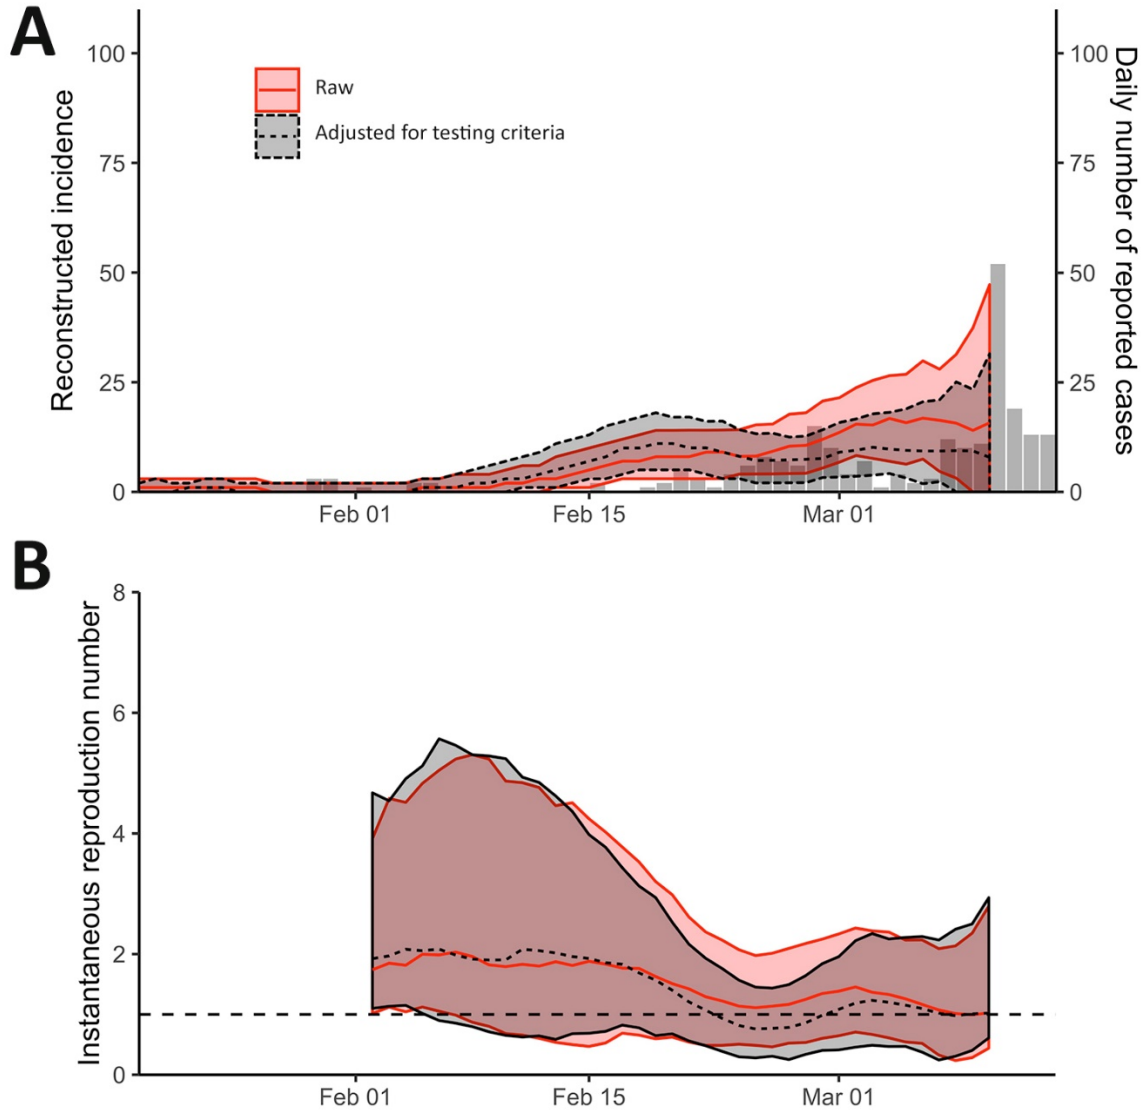 A
Reconstructed incidence
100
75
50
25
0
Raw
Adjusted for testing criteria
100
75
50
25
0
Daily number of reported cases
Feb 01
Feb 15
Mar 01
B
Instantaneous reproduction number
8
6
4
2
0
Feb 01
Feb 15
Mar 01